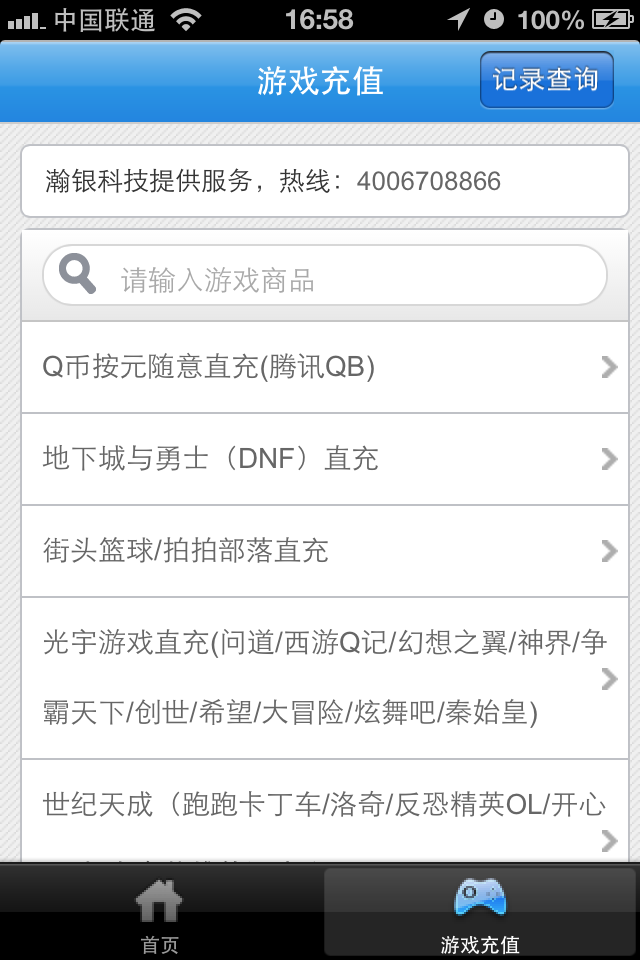 中国联通 16:58 100%
游戏充值 记录查询
瀚银科技提供服务，热线：4006708866
请输入游戏商品
Q币按元随意直充(腾讯QB)
地下城与勇士（DNF）直充
街头篮球/拍拍部落直充
光宇游戏直充(问道/西游Q记/幻想之翼/神界/争
霸天下/创世/希望/大冒险/炫舞吧/秦始皇)
世纪天成（跑跑卡丁车/洛奇/反恐精英OL/开心
首页 游戏充值